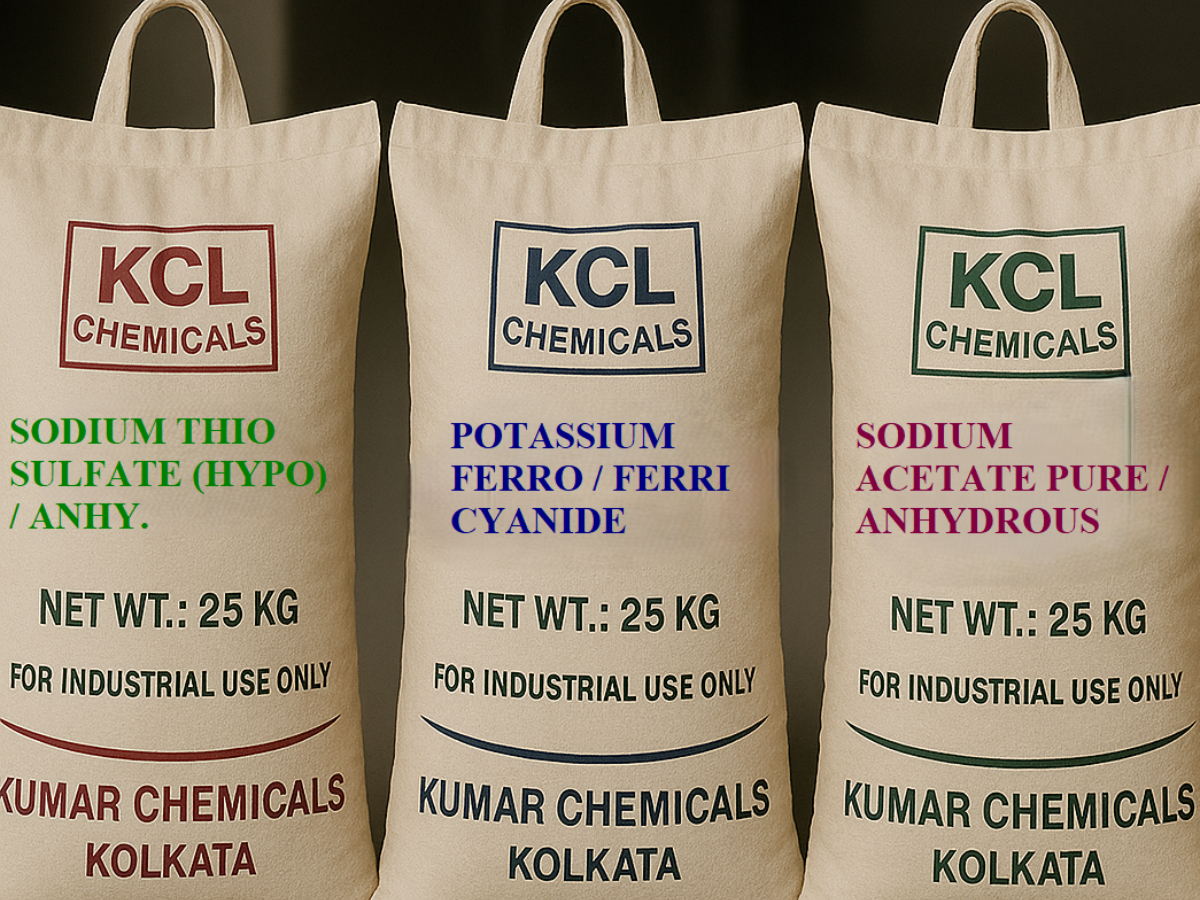 KCL
CHEMICALS
SODIUM THIO
SULFATE (HYPO)
/ ANHY.
NET WT.: 25 KG
FOR INDUSTRIAL USE ONLY
KUMAR CHEMICALS
KOLKATA
KCL
CHEMICALS
POTASSIUM
FERRO / FERRI
CYANIDE
NET WT.: 25 KG
FOR INDUSTRIAL USE ONLY
KUMAR CHEMICALS
KOLKATA
KCL
CHEMICALS
SODIUM
ACETATE PURE /
ANHYDROUS
NET WT.: 25 KG
FOR INDUSTRIAL USE ONLY
KUMAR CHEMICALS
KOLKATA